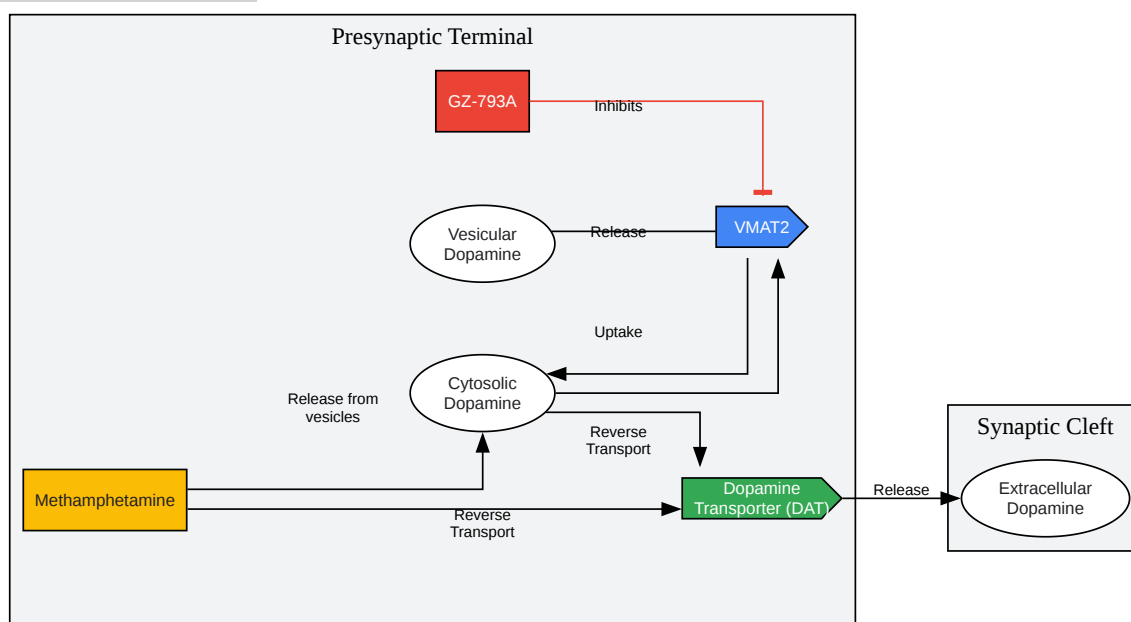 Presynaptic Terminal
GZ-793A
Inhibits
Vesicular
Dopamine
Release
VMAT2
Uptake
Cytosolic
Dopamine
Release from
vesicles
Reverse
Transport
Synaptic Cleft
Methamphetamine
Dopamine
Transporter (DAT)
Release
Extracellular
Dopamine
Reverse
Transport